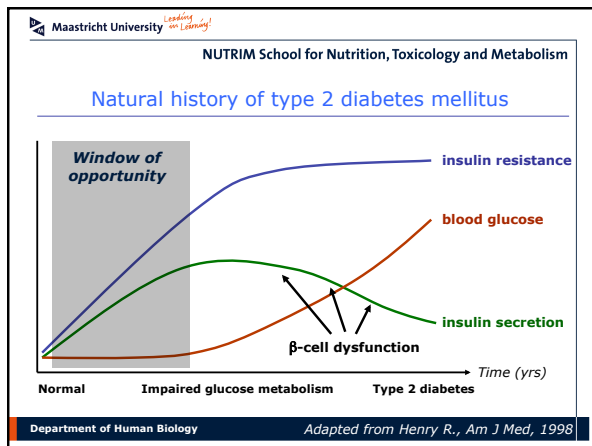 Maastricht University Leading in Learning!
NUTRIM School for Nutrition, Toxicology and Metabolism
Natural history of type 2 diabetes mellitus
Window of
opportunity
insulin resistance
blood glucose
insulin secretion
β-cell dysfunction
Time (yrs)
Normal Impaired glucose metabolism Type 2 diabetes
Department of Human Biology Adapted from Henry R., Am J Med, 1998